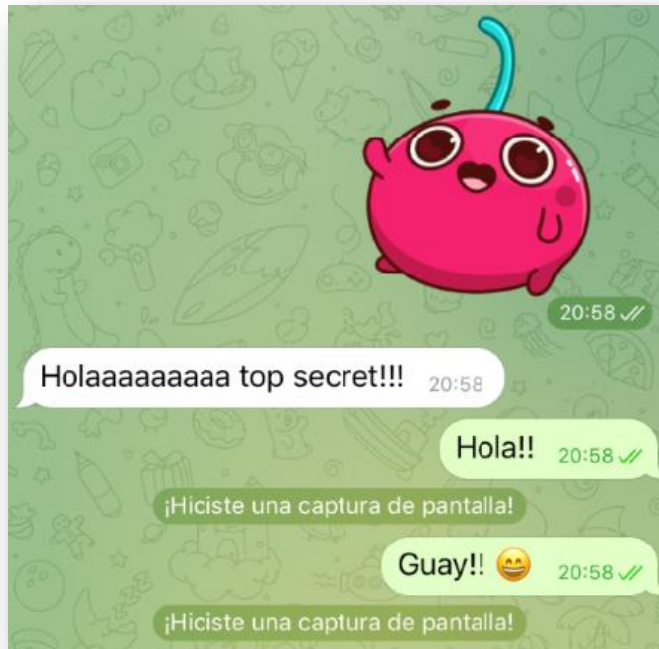 20:58
Holaaaaaaaaaa top secret!!! 20:58
Hola!! 20:58
¡Hiciste una captura de pantalla!
Guay!! 😄 20:58
¡Hiciste una captura de pantalla!